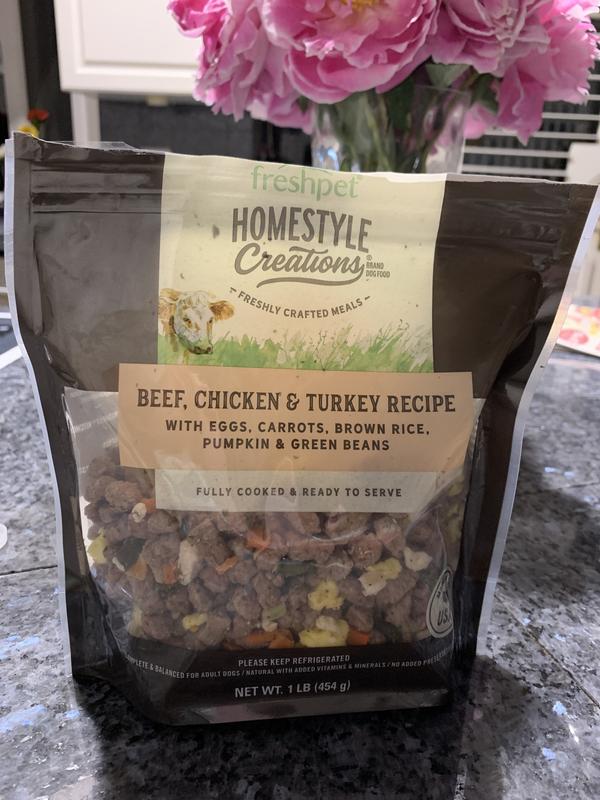 freshpet®
HOMESTYLE
Creations®
BRAND
DOG FOOD
FRESHLY CRAFTED MEALS
BEEF, CHICKEN & TURKEY RECIPE
WITH EGGS, CARROTS, BROWN RICE,
PUMPKIN & GREEN BEANS
FULLY COOKED & READY TO SERVE
USA
PLEASE KEEP REFRIGERATED
& BALANCED FOR ADULT DOGS / NATURAL WITH ADDED VITAMINS & MINERALS / NO ADDED
NET WT. 1 LB (454 g)